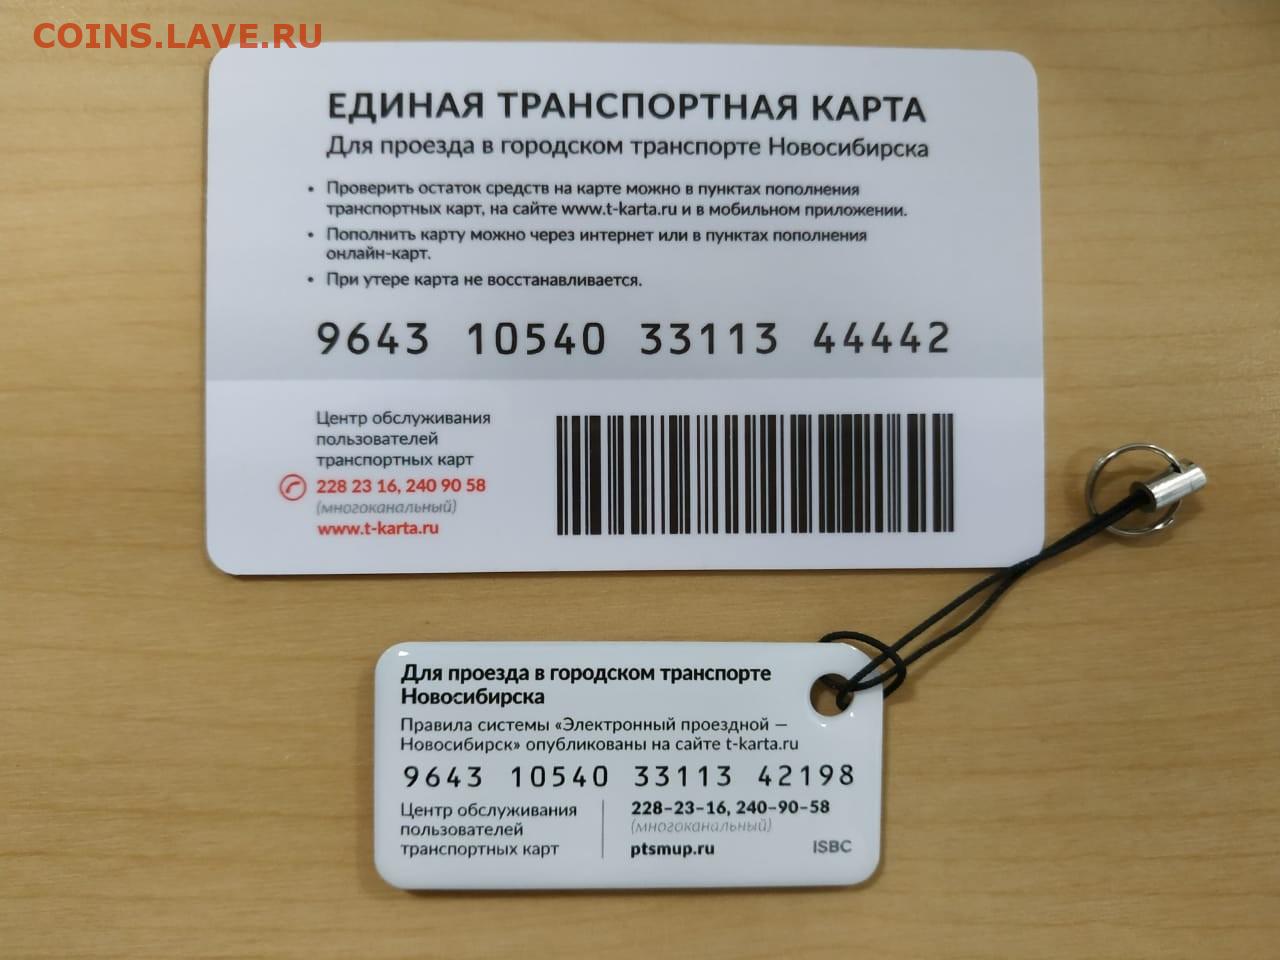 COINS.LAVE.RU
ЕДИНАЯ ТРАНСПОРТНАЯ КАРТА
Для проезда в городском транспорте Новосибирска
• Проверить остаток средств на карте можно в пунктах пополнения
транспортных карт, на сайте www.t-karta.ru и в мобильном приложении.
• Пополнить карту можно через интернет или в пунктах пополнения
онлайн-карт.
• При утере карта не восстанавливается.
9643 10540 33113 44442
Центр обслуживания
пользователей
транспортных карт
228 23 16, 240 90 58
(многоканальный)
www.t-karta.ru
Для проезда в городском транспорте
Новосибирска
Правила системы «Электронный проездной —
Новосибирск» опубликованы на сайте t-karta.ru
9643 10540 33113 42198
Центр обслуживания
пользователей
транспортных карт
228-23-16, 240-90-58
(многоканальный)
ptsmup.ru
ISBC